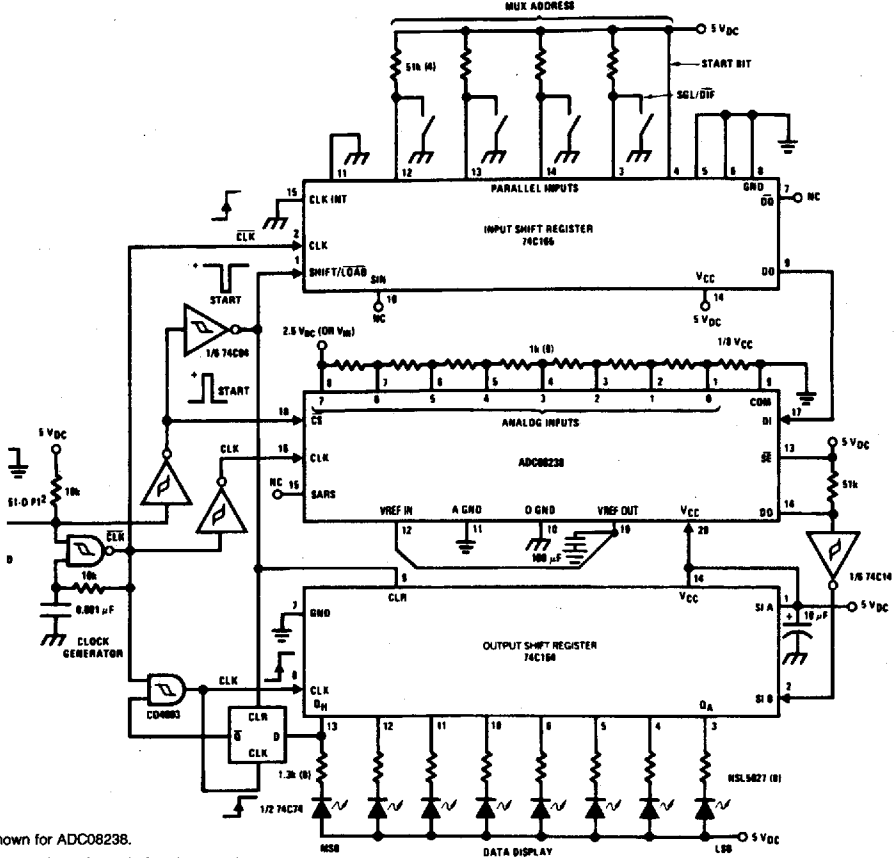 MUX ADDRESS
5 VDC
51k (4)
START BIT
SGL/DIF
11
12
13
14
3
4
5
6
8
15
CLK INT
PARALLEL INPUTS
GND
DO
7
NC
INPUT SHIFT REGISTER
74C165
CLK
2
CLK
1
SHIFT/LOAD
SIN
VCC
DO
9
10
NC
14
5 VDC
START
1/6 74C04
2.5 VDC (OR VIN)
1k (8)
1/8 VCC
START
8
7
6
5
4
3
2
1
9
7
6
5
4
3
2
1
0
COM
18
CS
ANALOG INPUTS
DI
17
CLK
16
CLK
ADC08238
SE
13
5 VDC
NC
15
SARS
51k
DO
14
5 VDC
10k
VREF IN
A GND
D GND
VREF OUT
VCC
12
11
10
19
20
100 µF
CLK
10k
1/6 74C14
0.001 µF
CLOCK
GENERATOR
9
CLR
14
VCC
7
GND
SI A
1
5 VDC
10 µF
OUTPUT SHIFT REGISTER
74C164
CLK
8
CLK
QH
QA
SI B
2
CLR
Q
D
CLK
13
12
11
10
6
5
4
3
1.3k (8)
NSL5027 (8)
1/2 74C74
5 VDC
MSB
DATA DISPLAY
LSB
hown for ADC08238.